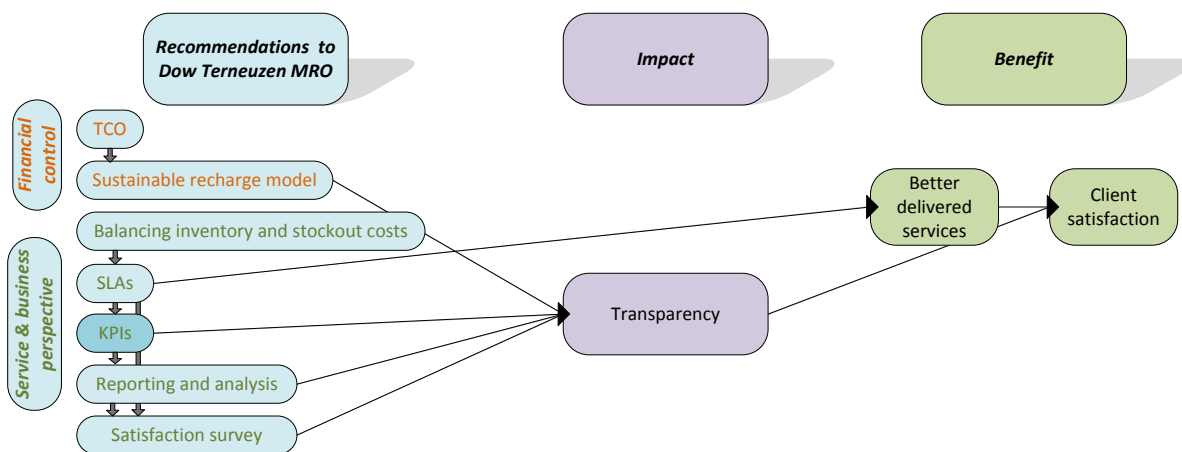 Recommendations to
Dow Terneuzen MRO
Impact
Benefit
Financial
control
TCO
Sustainable recharge model
Service & business
perspective
Balancing inventory and stockout costs
SLAs
KPIs
Reporting and analysis
Satisfaction survey
Transparency
Better
delivered
services
Client
satisfaction